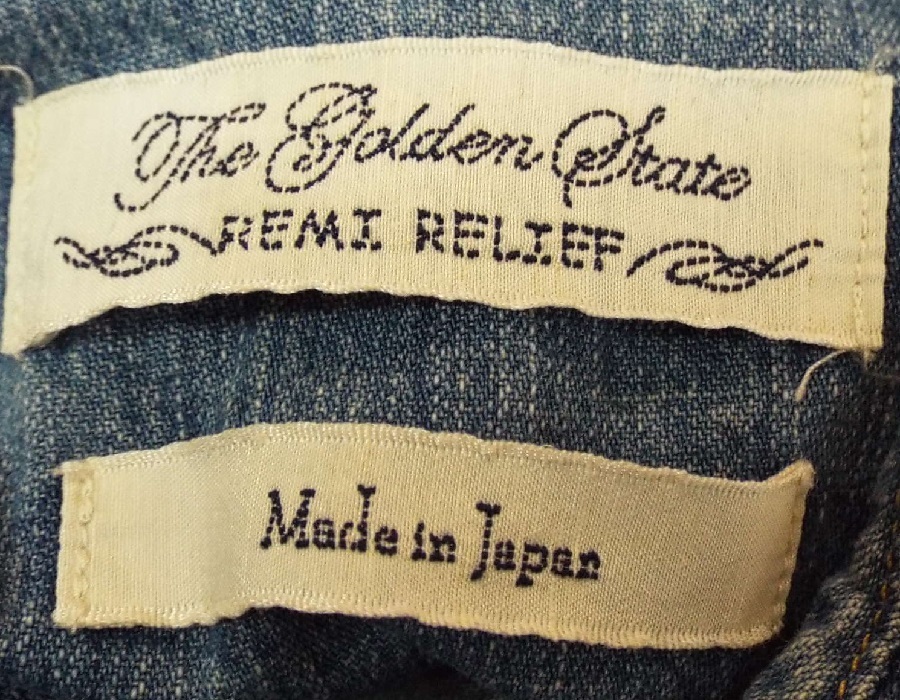 The Golden State
REMI RELIEF
Made in Japan